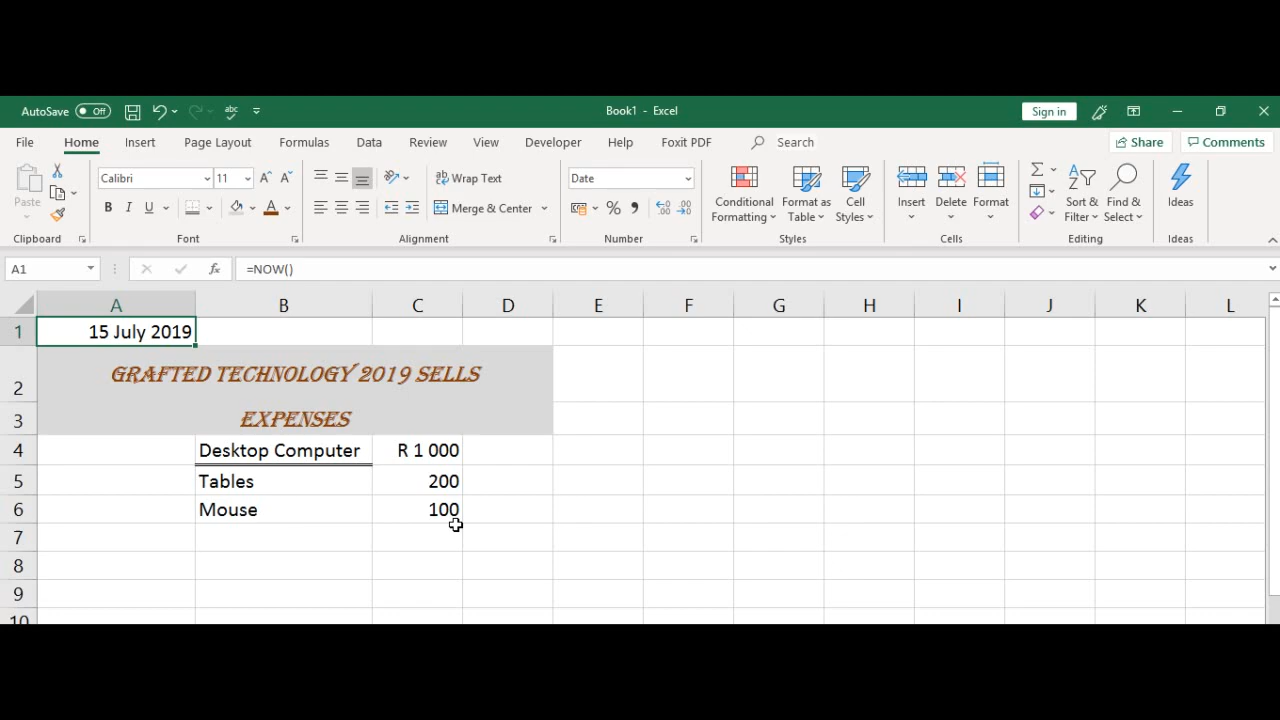 AutoSave Off abc Book1 - Excel Sign in
File Home Insert Page Layout Formulas Data Review View Developer Help Foxit PDF Search Share Comments
Paste Calibri 11 A A ab Wrap Text Date Conditional Formatting Format as Table Cell Styles Insert Delete Format Sort & Filter Find & Select Ideas
B I U A Merge & Center % ,
Clipboard Font Alignment Number Styles Cells Editing Ideas
A1 fx =NOW()
A B C D E F G H I J K L
1 15 July 2019
2 GRAFTED TECHNOLOGY 2019 SELLS
3 EXPENSES
4 Desktop Computer R 1 000
5 Tables 200
6 Mouse 100
7
8
9
10